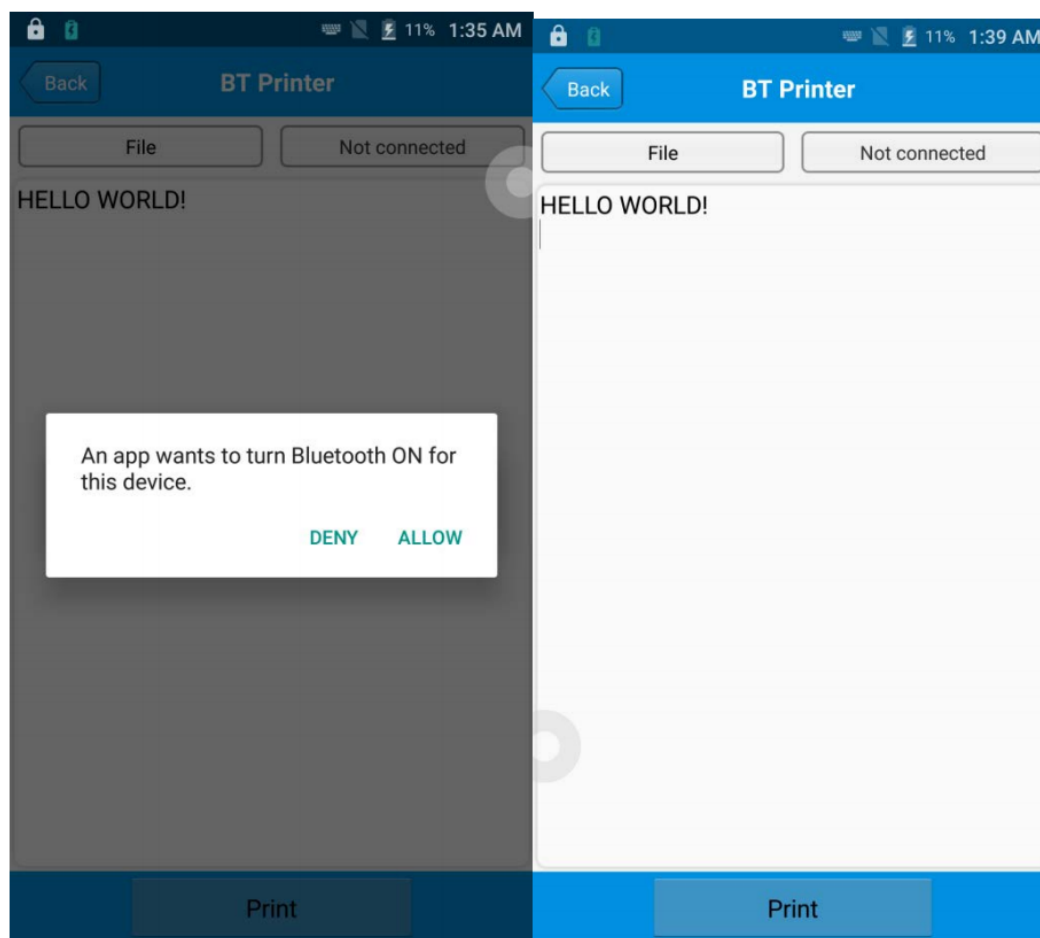 11% 1:35 AM
Back BT Printer
File Not connected
HELLO WORLD!
An app wants to turn Bluetooth ON for
this device.
DENY ALLOW
Print
11% 1:39 AM
Back BT Printer
File Not connected
HELLO WORLD!
Print